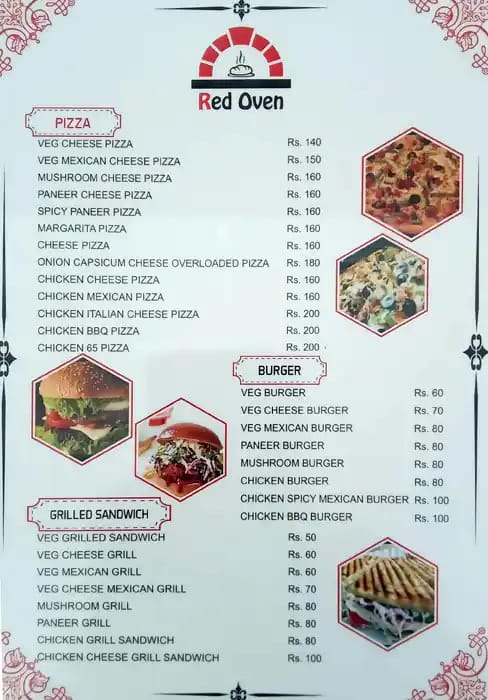 Red Oven
PIZZA
VEG CHEESE PIZZA Rs. 140
VEG MEXICAN CHEESE PIZZA Rs. 150
MUSHROOM CHEESE PIZZA Rs. 160
PANEER CHEESE PIZZA Rs. 160
SPICY PANEER PIZZA Rs. 160
MARGARITA PIZZA Rs. 160
CHEESE PIZZA Rs. 160
ONION CAPSICUM CHEESE OVERLOADED PIZZA Rs. 180
CHICKEN CHEESE PIZZA Rs. 160
CHICKEN MEXICAN PIZZA Rs. 160
CHICKEN ITALIAN CHEESE PIZZA Rs. 200
CHICKEN BBQ PIZZA Rs. 200
CHICKEN 65 PIZZA Rs. 200
BURGER
VEG BURGER Rs. 60
VEG CHEESE BURGER Rs. 70
VEG MEXICAN BURGER Rs. 80
PANEER BURGER Rs. 80
MUSHROOM BURGER Rs. 80
CHICKEN BURGER Rs. 80
CHICKEN SPICY MEXICAN BURGER Rs. 100
CHICKEN BBQ BURGER Rs. 100
GRILLED SANDWICH
VEG GRILLED SANDWICH Rs. 50
VEG CHEESE GRILL Rs. 60
VEG MEXICAN GRILL Rs. 60
VEG CHEESE MEXICAN GRILL Rs. 70
MUSHROOM GRILL Rs. 80
PANEER GRILL Rs. 80
CHICKEN GRILL SANDWICH Rs. 80
CHICKEN CHEESE GRILL SANDWICH Rs. 100